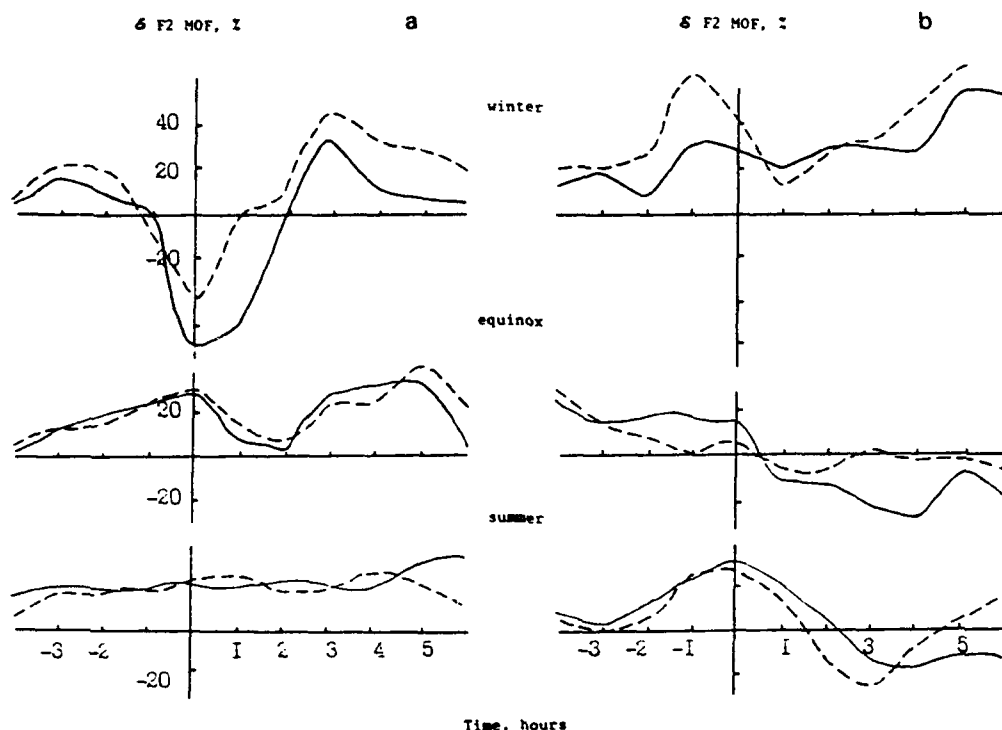 δ F2 MOF, % a
δ F2 MOF, % b
winter
40
20
-20
equinox
20
-20
summer
-3 -2 I 2 3 4 5
-3 -I I 3 5
-20
Time, hours